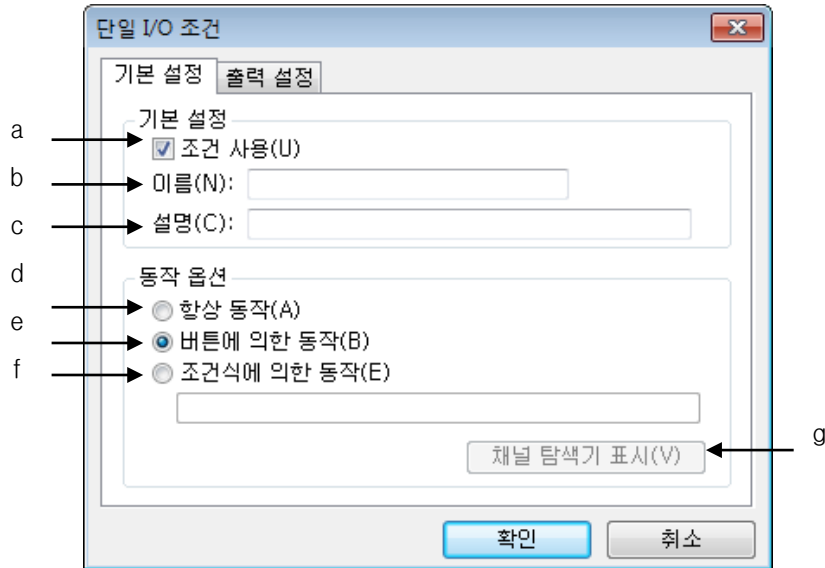 단일 I/O 조건
기본 설정 출력 설정
기본 설정
a
조건 사용(U)
b
이름(N):
c
설명(C):
d
동작 옵션
항상 동작(A)
e
버튼에 의한 동작(B)
f
조건식에 의한 동작(E)
g
채널 탐색기 표시(V)
확인 취소